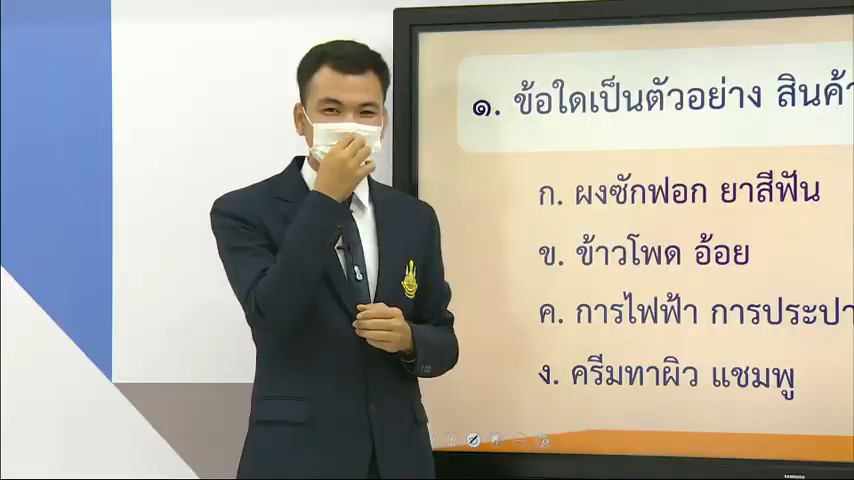 ๑. ข้อใดเป็นตัวอย่าง สินค้า
ก. ผงซักฟอก ยาสีฟัน
ข. ข้าวโพด อ้อย
ค. การไฟฟ้า การประปา
ง. ครีมทาผิว แชมพู
SAMSUNG